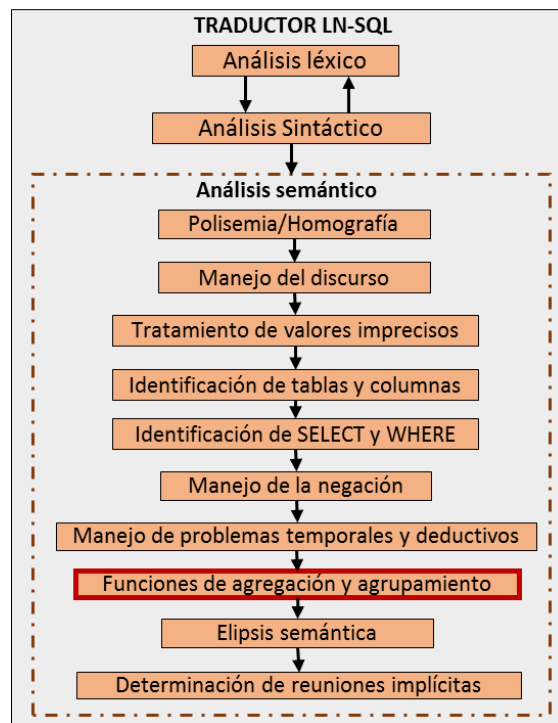 TRADUCTOR LN-SQL
Análisis léxico
Análisis Sintáctico
Análisis semántico
Polisemia/Homografía
Manejo del discurso
Tratamiento de valores imprecisos
Identificación de tablas y columnas
Identificación de SELECT y WHERE
Manejo de la negación
Manejo de problemas temporales y deductivos
Funciones de agregación y agrupamiento
Elipsis semántica
Determinación de reuniones implícitas